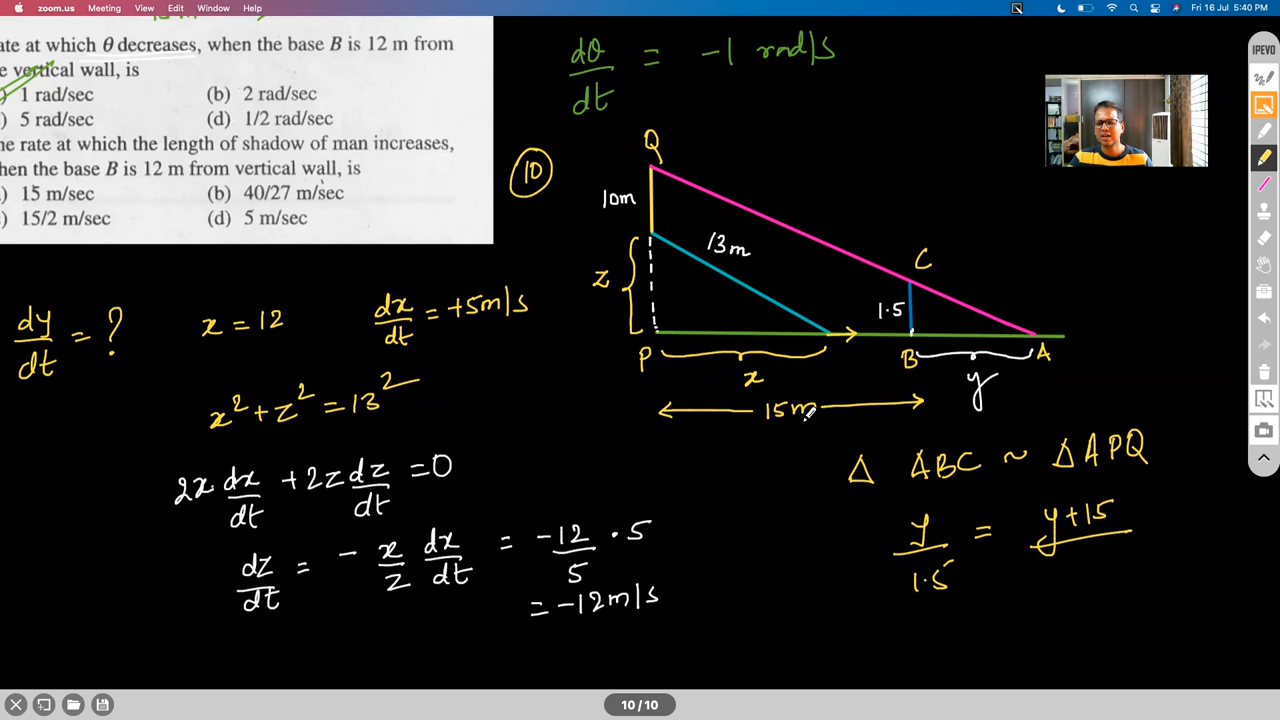 zoom.us Meeting View Edit Window Help Fri 16 Jul 5:40 PM
ate at which θ decreases, when the base B is 12 m from
e vertical wall, is
) 1 rad/sec (b) 2 rad/sec
) 5 rad/sec (d) 1/2 rad/sec
he rate at which the length of shadow of man increases,
hen the base B is 12 m from vertical wall, is
) 15 m/sec (b) 40/27 m/sec
) 15/2 m/sec (d) 5 m/sec
dθ/dt = -1 rad/s
IPEVO
10
Q
10m
13m
C
z
1.5
P
B
A
x
y
15m
dy/dt = ? x = 12 dx/dt = +5m/s
x² + z² = 13²
2x dx/dt + 2z dz/dt = 0
dz/dt = - x/z dx/dt = -12/5 · 5
= -12m/s
Δ ABC ~ Δ APQ
y/1.5 = y+15
10/10